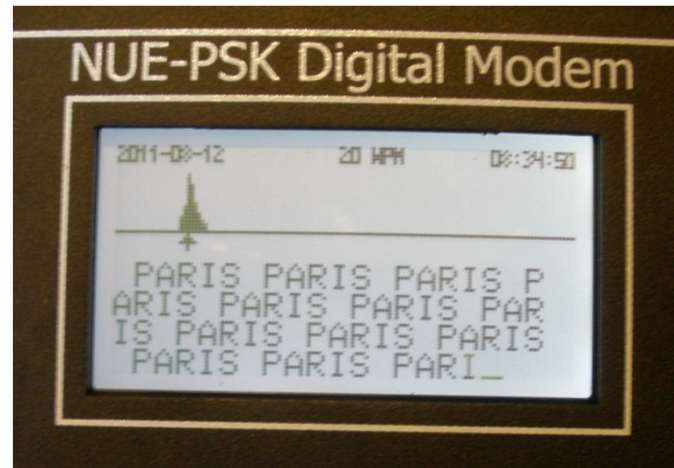 NUE-PSK Digital Modem
2011-08-12 20 WPM 08:34:50
PARIS PARIS PARIS P
ARIS PARIS PARIS PAR
IS PARIS PARIS PARIS
PARIS PARIS PARI_